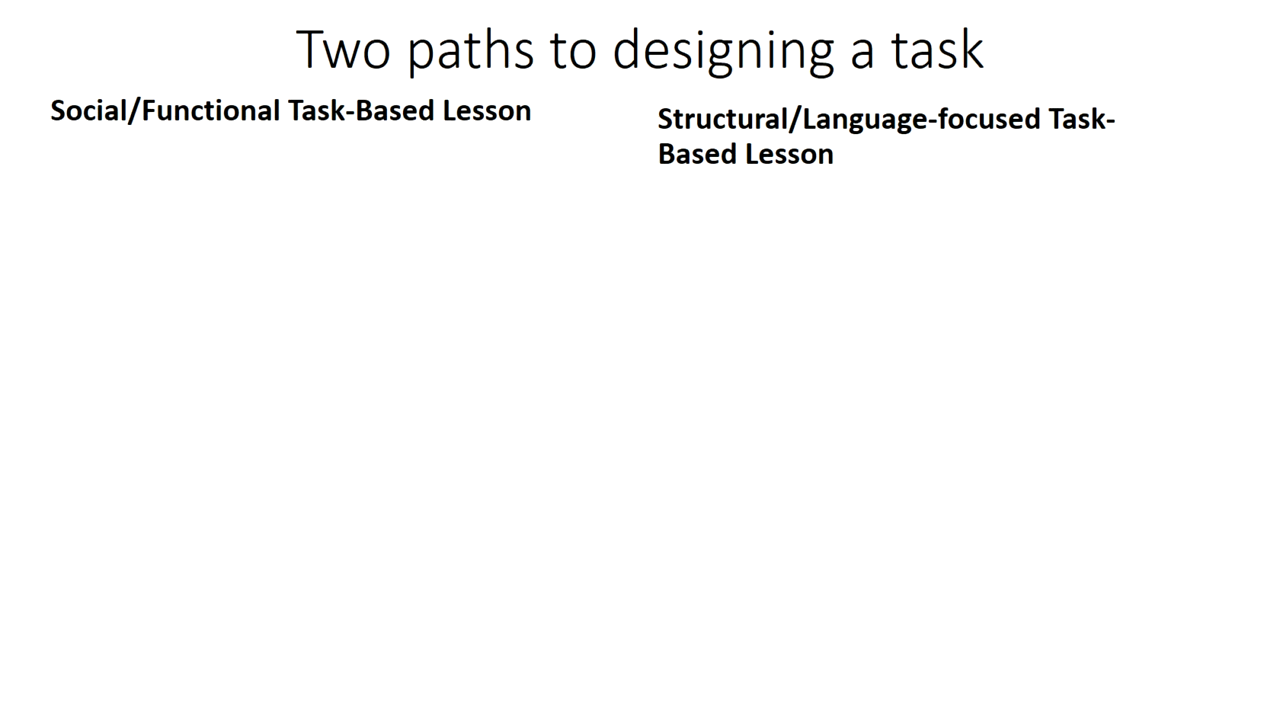 Two paths to designing a task
Social/Functional Task-Based Lesson
Structural/Language-focused Task-
Based Lesson